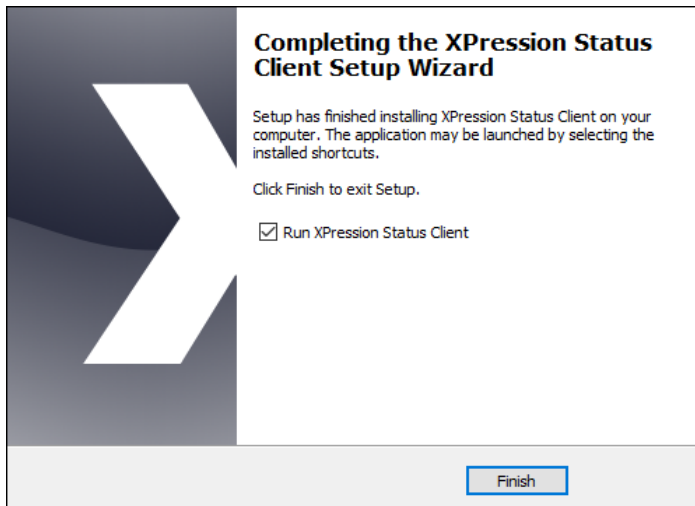 Completing the XPression Status
Client Setup Wizard
Setup has finished installing XPression Status Client on your
computer. The application may be launched by selecting the
installed shortcuts.
Click Finish to exit Setup.
Run XPression Status Client
Finish